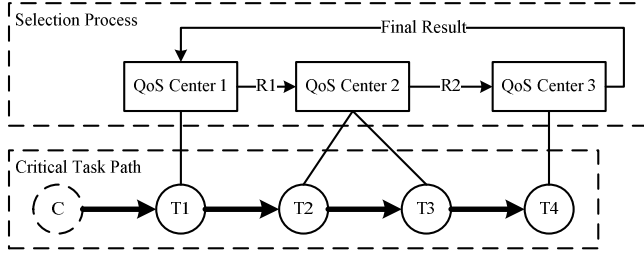 Selection Process
Final Result
QoS Center 1
R1
QoS Center 2
R2
QoS Center 3
Critical Task Path
C
T1
T2
T3
T4